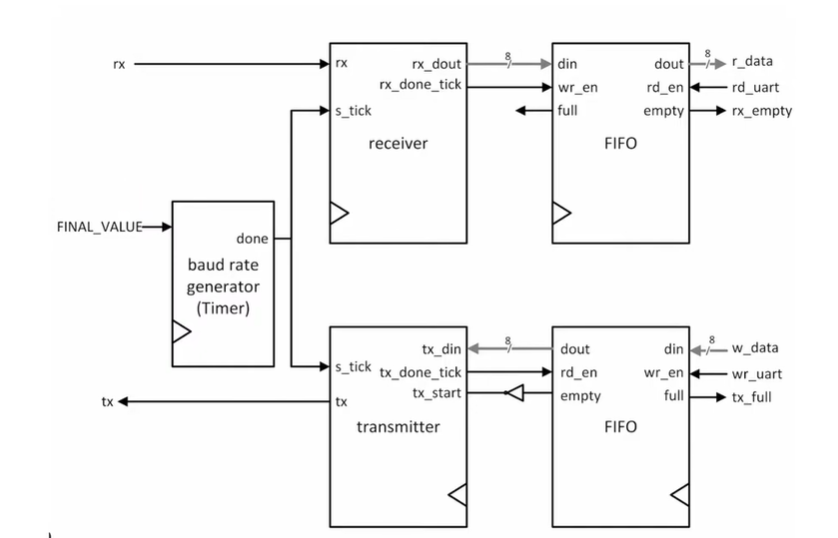 rx
rx
rx_dout
8
din
dout
8
r_data
rx_done_tick
wr_en
rd_en
rd_uart
s_tick
full
empty
rx_empty
receiver
FIFO
FINAL_VALUE
done
baud rate
generator
(Timer)
tx_din
8
dout
din
8
w_data
s_tick
tx_done_tick
rd_en
wr_en
wr_uart
tx
tx
tx_start
empty
full
tx_full
transmitter
FIFO